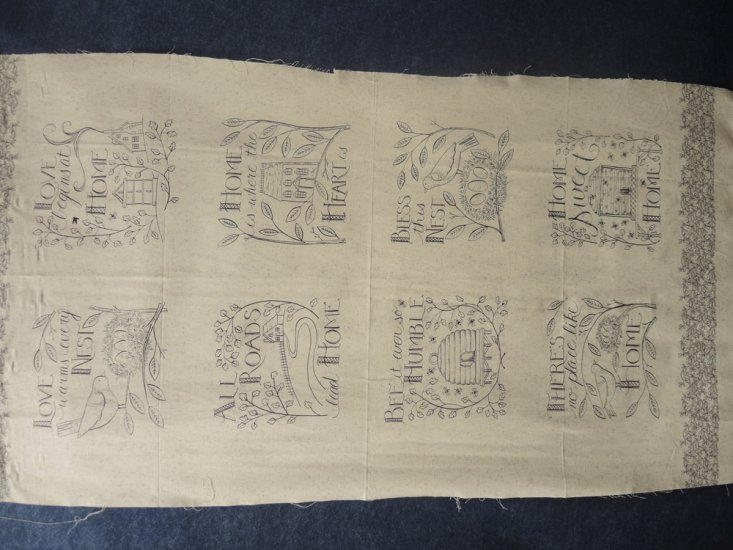 LOVE
begins at
HOME
HOME
is where the
HEART is
BLESS
this
NEST
HOME
Sweet
HOME
LOVE
warms every
NEST
ALL
ROADS
lead HOME
BEE it ever so
HUMBLE
THERE'S
no place like
HOME